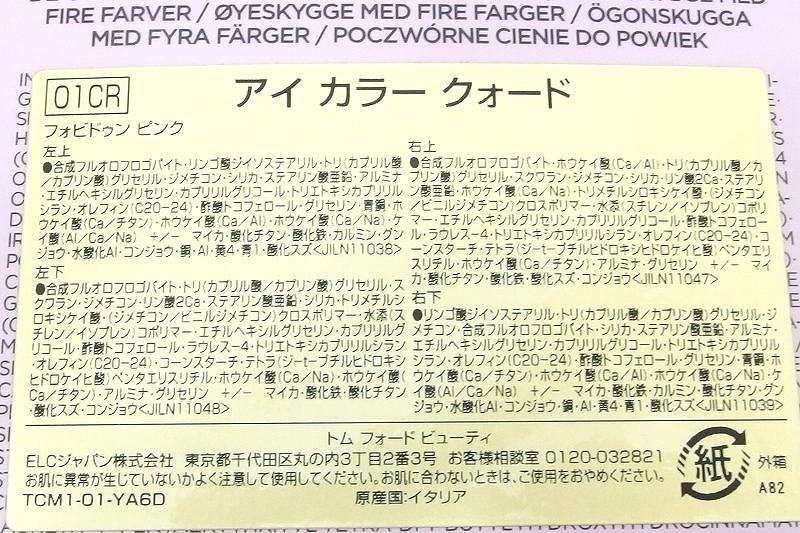 FIRE FARVER / ØYESKYGGE MED FIRE FARGER / ÖGONSKUGGA
MED FYRA FÄRGER / POCZWÓRNE CIENIE DO POWIEK
01CR アイ カラー クォード
フォビドゥン ピンク
左上
●合成フルオロフロゴパイト・リンゴ酸ジイソステアリル・トリ(カプリル酸
/カプリン酸)グリセリル・ジメチコン・シリカ・ステアリン酸亜鉛・アルミナ
・エチルヘキシルグリセリン・カプリリルグリコール・トリエトキシカプリリル
シラン・オレフィン(C20-24)・酢酸トコフェロール・グリセリン・青銅・ホ
ウケイ酸(Ca/チタン)・ホウケイ酸(Ca/Al)・ホウケイ酸(Ca/Na)・ホウ
ケイ酸(Al/Ca/Na) +/- マイカ・酸化チタン・酸化鉄・カルミン・グン
ジョウ・水酸化Al・コンジョウ・銅・Al・黄4・青1・酸化スズ<JILN11038>
左下
●合成フルオロフロゴパイト・トリ(カプリル酸/カプリン酸)グリセリル・ス
クワラン・ジメチコン・リン酸2Ca・ステアリン酸亜鉛・シリカ・トリメチルシ
ロキシケイ酸・(ジメチコン/ビニルジメチコン)クロスポリマー・水添(ス
チレン/イソプレン)コポリマー・エチルヘキシルグリセリン・カプリリルグ
リコール・酢酸トコフェロール・ラウレス-4・トリエトキシカプリリルシラン
・オレフィン(C20-24)・コーンスターチ・テトラ(ジ-t-ブチルヒドロキシ
ヒドロケイヒ酸)ペンタエリスリチル・ホウケイ酸(Ca/Na)・ホウケイ酸(
Ca/チタン)・アルミナ・グリセリン +/- マイカ・酸化鉄・酸化チタン
・酸化スズ・コンジョウ<JILN11048>
右上
●合成フルオロフロゴパイト・ホウケイ酸(Ca/Al)・トリ(カプリル酸/カ
プリン酸)グリセリル・スクワラン・ジメチコン・シリカ・リン酸2Ca・ステアリ
ン酸亜鉛・ホウケイ酸(Ca/Na)・トリメチルシロキシケイ酸・(ジメチコン
/ビニルジメチコン)クロスポリマー・水添(スチレン/イソプレン)コポリ
マー・エチルヘキシルグリセリン・カプリリルグリコール・酢酸トコフェロー
ル・ラウレス-4・トリエトキシカプリリルシラン・オレフィン(C20-24)・コ
ーンスターチ・テトラ(ジ-t-ブチルヒドロキシヒドロケイヒ酸)ペンタエリ
スリチル・ホウケイ酸(Ca/チタン)・アルミナ・グリセリン +/- マイ
カ・酸化チタン・酸化鉄・酸化スズ・コンジョウ<JILN11047>
右下
●リンゴ酸ジイソステアリル・トリ(カプリル酸/カプリン酸)グリセリル・ジ
メチコン・合成フルオロフロゴパイト・シリカ・ステアリン酸亜鉛・アルミナ・
エチルヘキシルグリセリン・カプリリルグリコール・トリエトキシカプリリル
シラン・オレフィン(C20-24)・酢酸トコフェロール・グリセリン・青銅・ホ
ウケイ酸(Ca/チタン)・ホウケイ酸(Ca/Al)・ホウケイ酸(Ca/Na)・ホウ
ケイ酸(Al/Ca/Na) +/- マイカ・酸化鉄・カルミン・酸化チタン・グン
ジョウ・水酸化Al・コンジョウ・銅・Al・黄4・青1・酸化スズ<JILN11039>
トム フォード ビューティ
ELCジャパン株式会社 東京都千代田区丸の内3丁目2番3号 お客様相談室 0120-032821
お肌に異常が生じていないかよく注意して使用してください。お肌に合わないときは、ご使用をおやめください。
TCM1-01-YA6D 原産国:イタリア
紙 外箱
A82